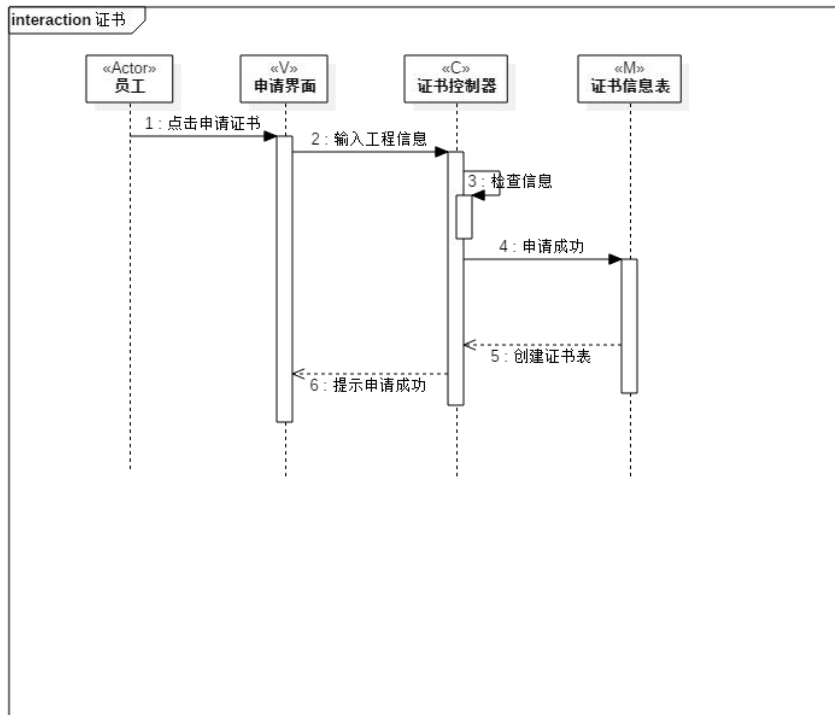 interaction 证书
«Actor»
员工
«V»
申请界面
«C»
证书控制器
«M»
证书信息表
1 : 点击申请证书
2 : 输入工程信息
3 : 检查信息
4 : 申请成功
5 : 创建证书表
6 : 提示申请成功